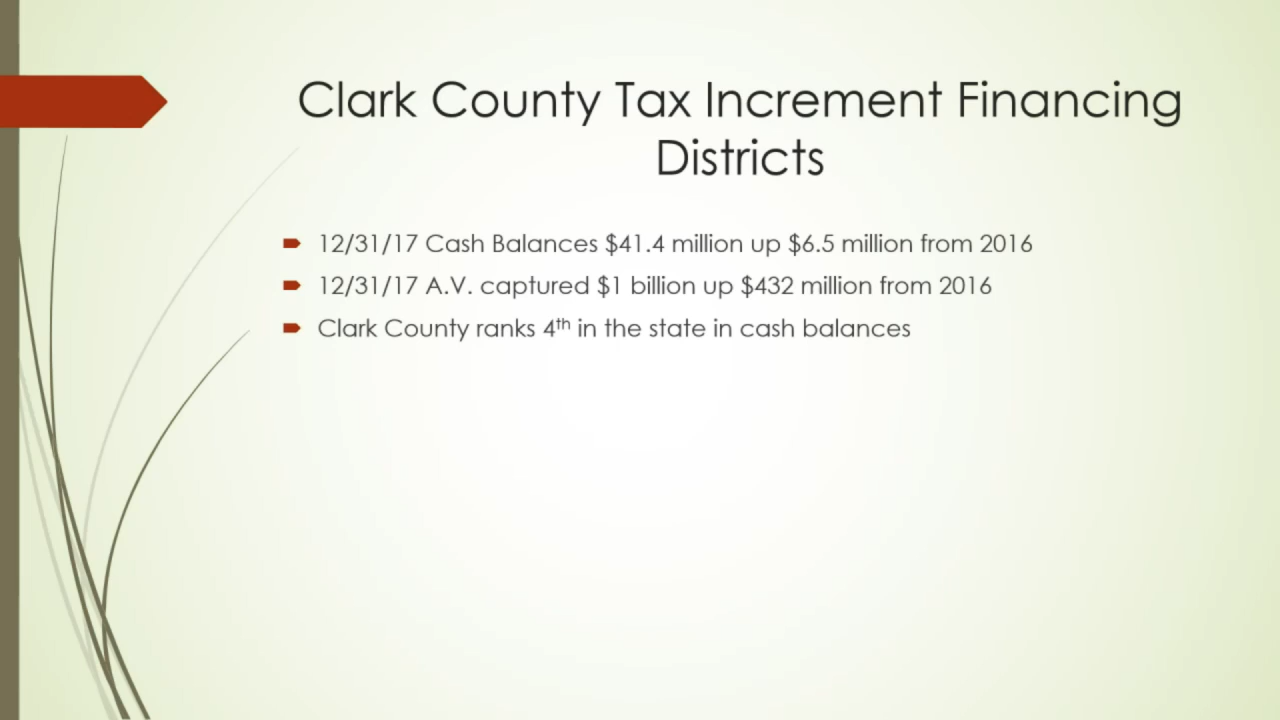 Clark County Tax Increment Financing
Districts
12/31/17 Cash Balances $41.4 million up $6.5 million from 2016
12/31/17 A.V. captured $1 billion up $432 million from 2016
Clark County ranks 4th in the state in cash balances